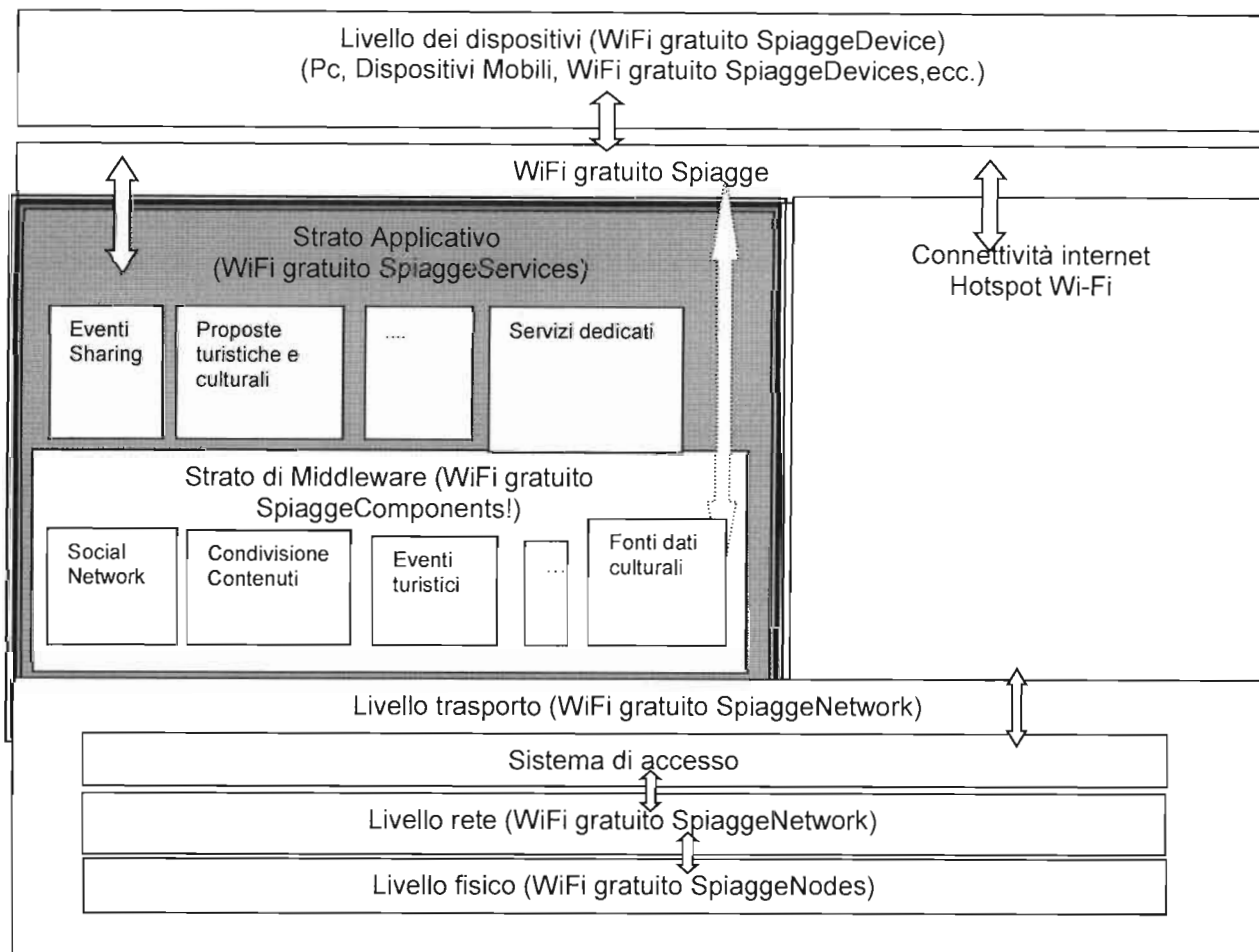 Livello dei dispositivi (WiFi gratuito SpiaggeDevice)
(Pc, Dispositivi Mobili, WiFi gratuito SpiaggeDevices,ecc.)
WiFi gratuito Spiagge
Strato Applicativo
(WiFi gratuito SpiaggeServices)
Connettività internet
Hotspot Wi-Fi
Eventi
Sharing
Proposte
turistiche e
culturali
....
Servizi dedicati
Strato di Middleware (WiFi gratuito
SpiaggeComponents!)
Social
Network
Condivisione
Contenuti
Eventi
turistici
...
Fonti dati
culturali
Livello trasporto (WiFi gratuito SpiaggeNetwork)
Sistema di accesso
Livello rete (WiFi gratuito SpiaggeNetwork)
Livello fisico (WiFi gratuito SpiaggeNodes)